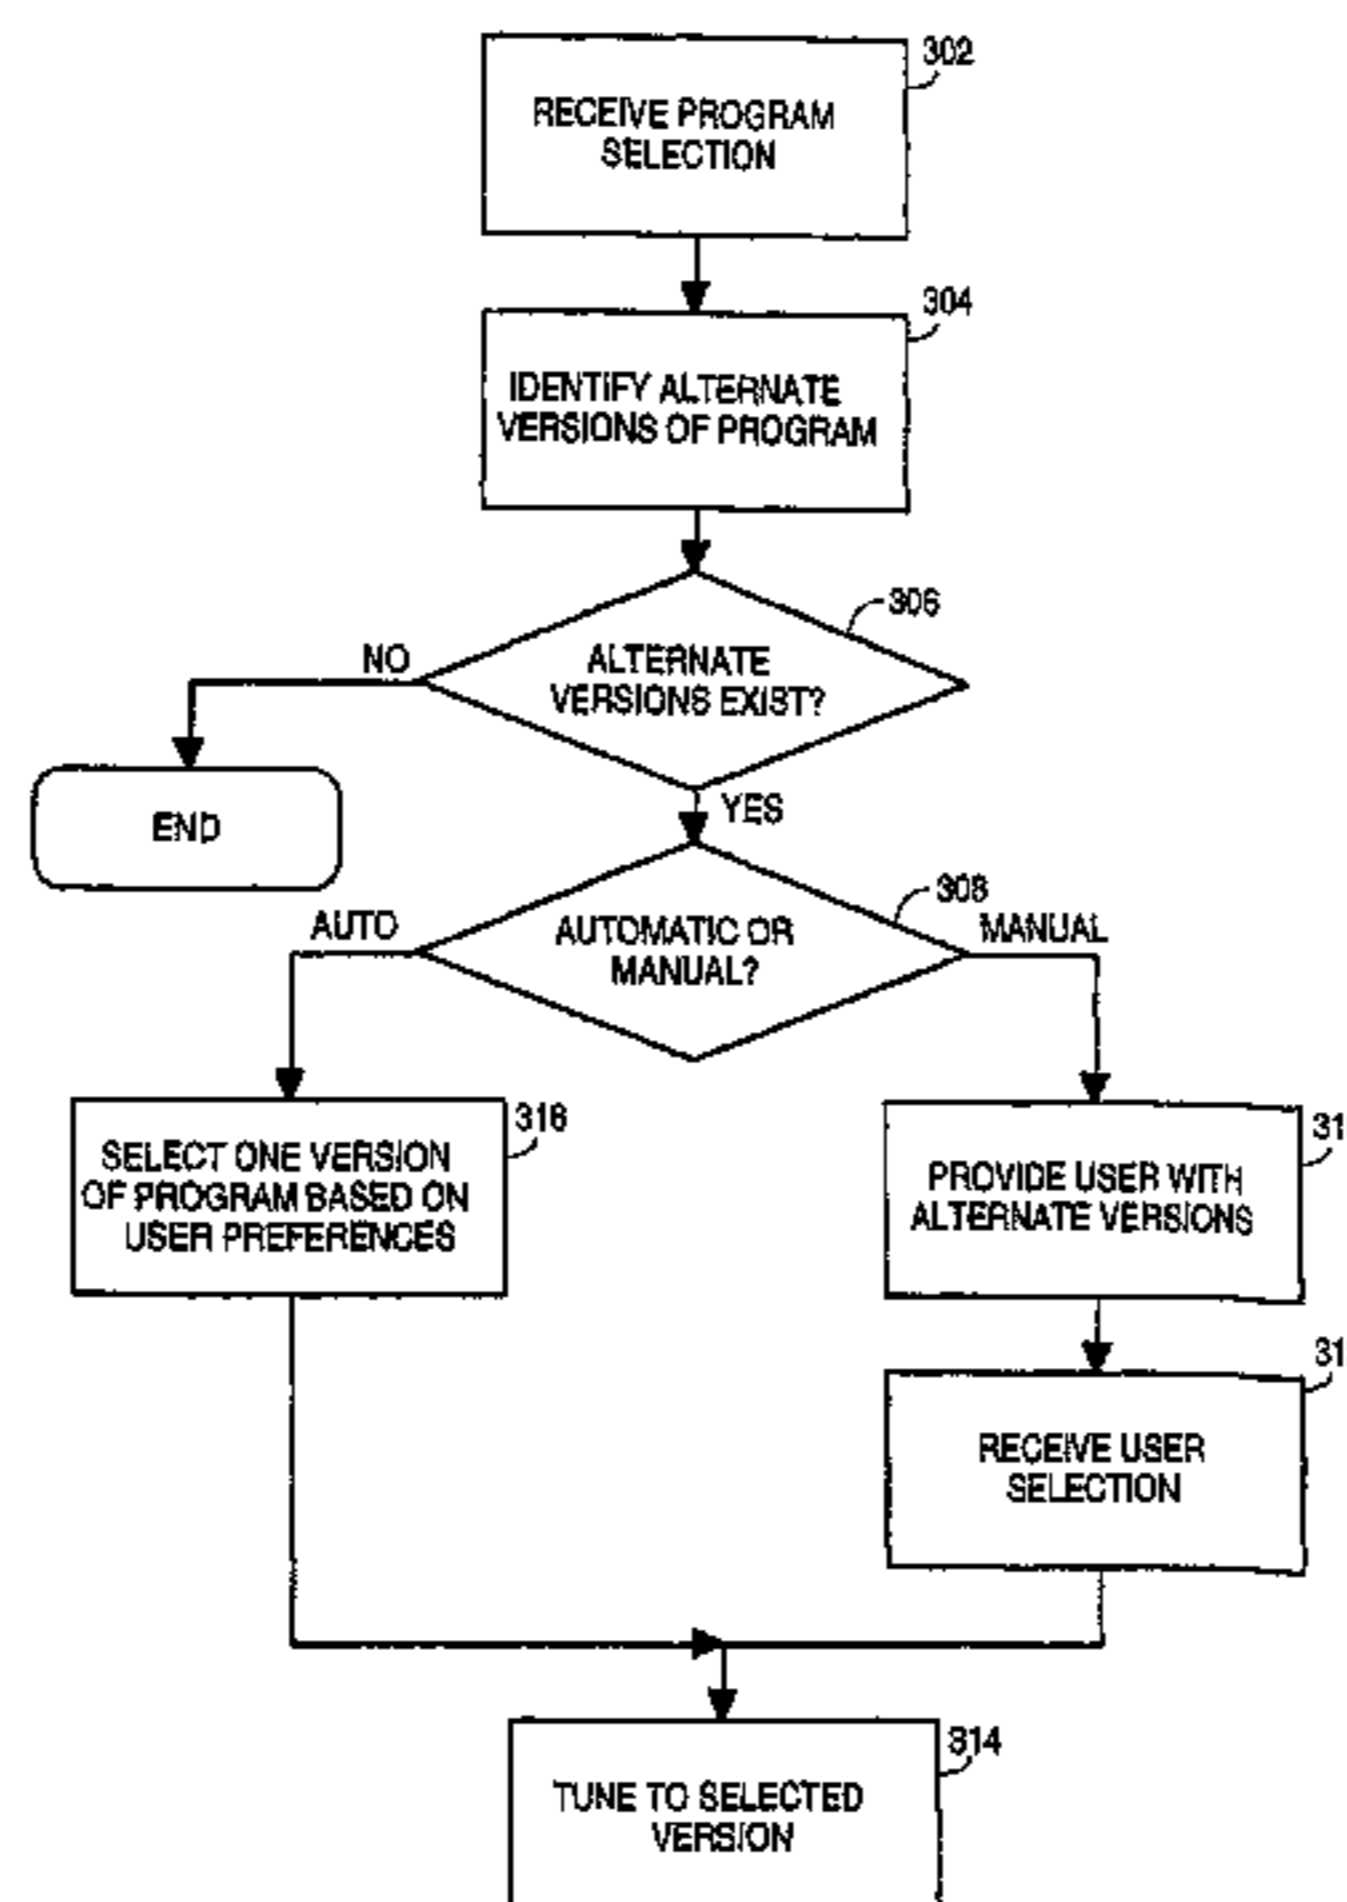 302
RECEIVE PROGRAM
SELECTION
304
IDENTIFY ALTERNATE
VERSIONS OF PROGRAM
306
NO
ALTERNATE
VERSIONS EXIST?
END
YES
308
AUTO
AUTOMATIC OR
MANUAL?
MANUAL
316
SELECT ONE VERSION
OF PROGRAM BASED ON
USER PREFERENCES
31
PROVIDE USER WITH
ALTERNATE VERSIONS
31
RECEIVE USER
SELECTION
314
TUNE TO SELECTED
VERSION